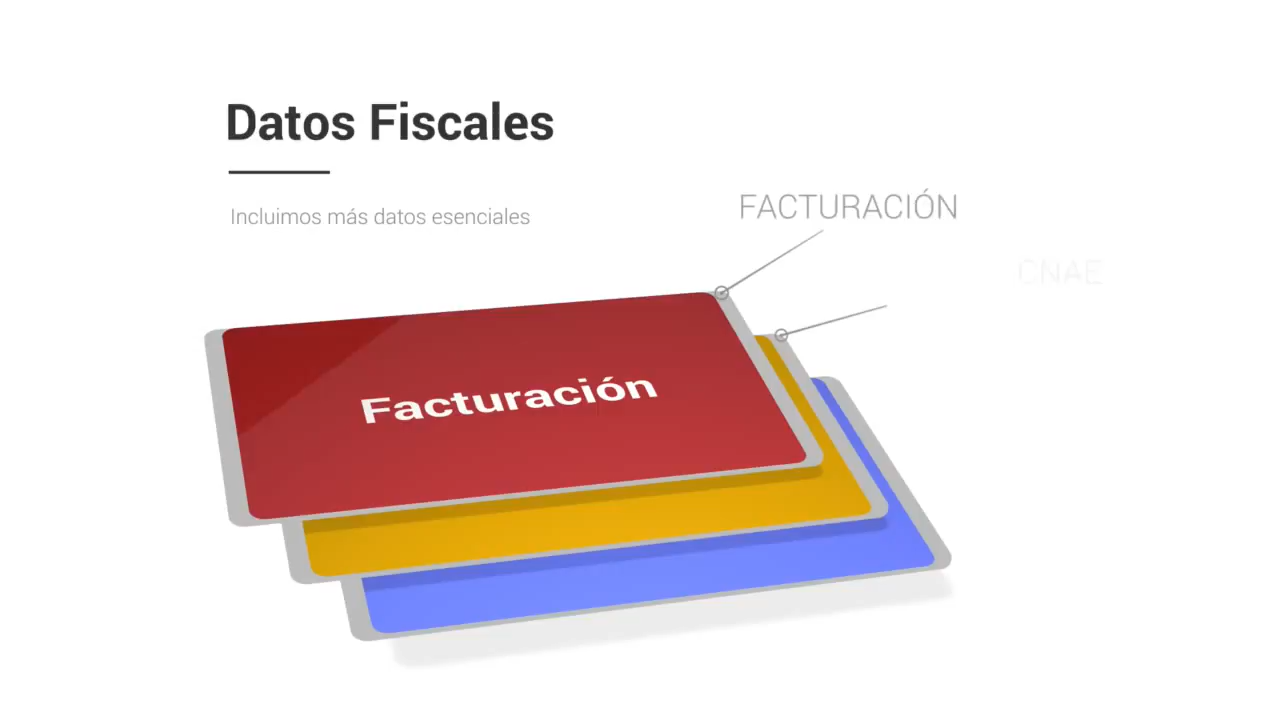 Datos Fiscales
Incluimos más datos esenciales
FACTURACIÓN
CNAE
Facturación